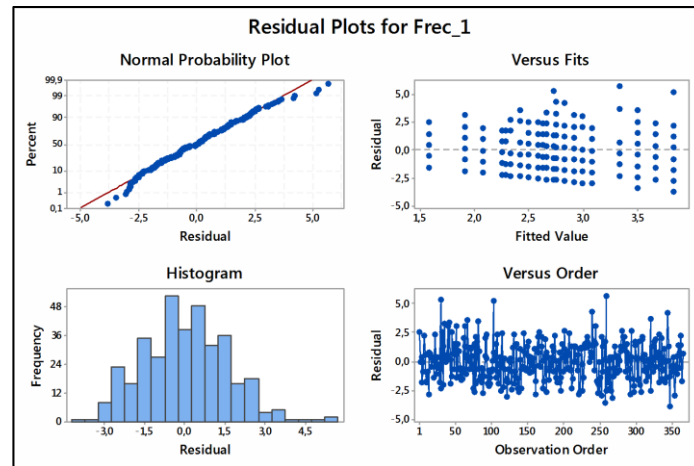 Residual Plots for Frec_1
Normal Probability Plot
99,9
99
90
50
10
1
0,1
Percent
-5,0 -2,5 0,0 2,5 5,0
Residual
Versus Fits
5,0
2,5
0,0
-2,5
-5,0
Residual
1,5 2,0 2,5 3,0 3,5
Fitted Value
Histogram
48
36
24
12
0
Frequency
-3,0 -1,5 0,0 1,5 3,0 4,5
Residual
Versus Order
5,0
2,5
0,0
-2,5
-5,0
Residual
1 50 100 150 200 250 300 350
Observation Order